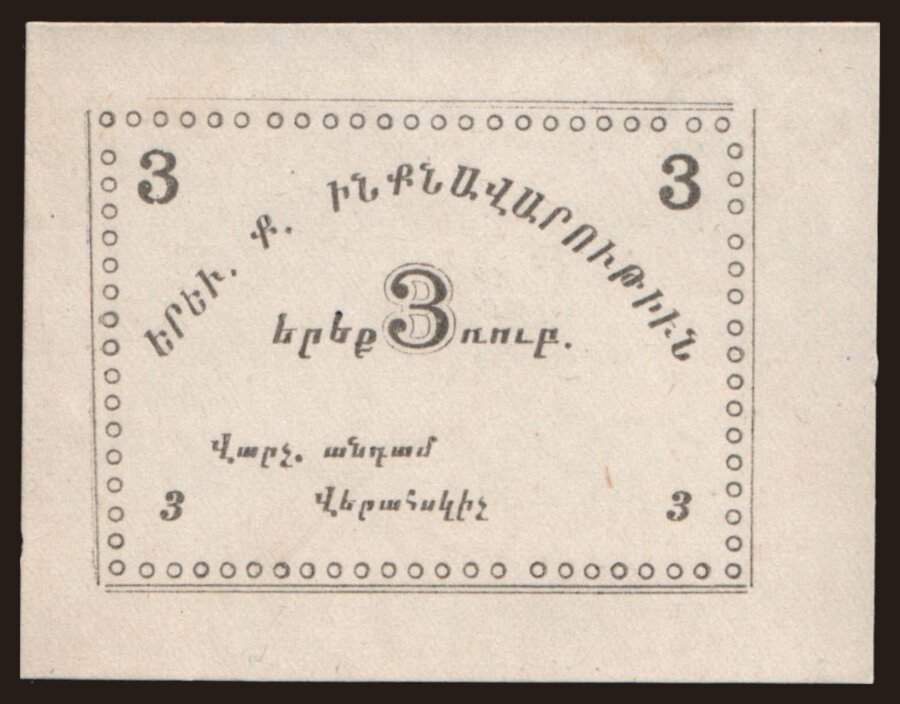 3 3
ԵՐԵՒ. Ք. ԻՆՔՆԱՎԱՐՈՒԹԻՒՆ
երեք 3 ռուբ.
Վարչ. անդամ
3 Վերահսկիչ 3